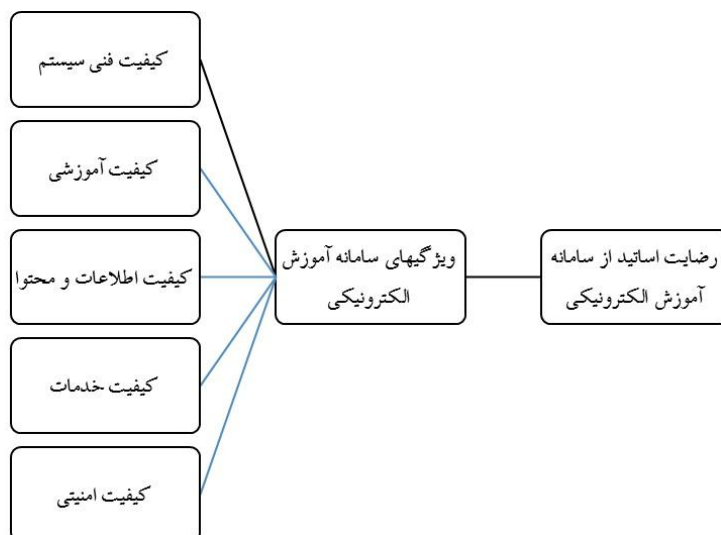 کیفیت فنی سیستم
کیفیت آموزشی
کیفیت اطلاعات و محتوا
کیفیت خدمات
کیفیت امنیتی
ویژگیهای سامانه آموزش
الکترونیکی
رضایت اساتید از سامانه
آموزش الکترونیکی